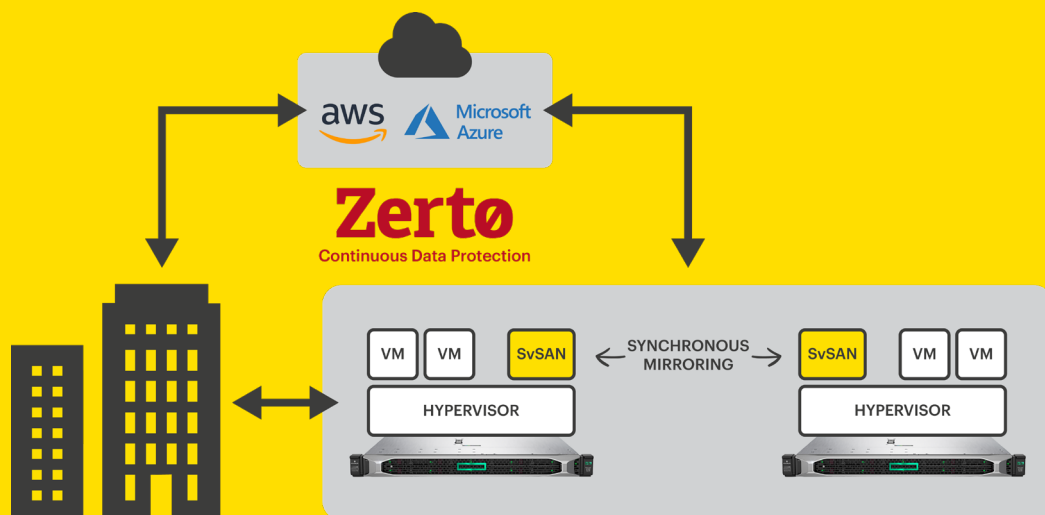 aws
Microsoft
Azure
Zertø
Continuous Data Protection
VM
VM
SvSAN
SYNCHRONOUS
MIRRORING
SvSAN
VM
VM
HYPERVISOR
HYPERVISOR